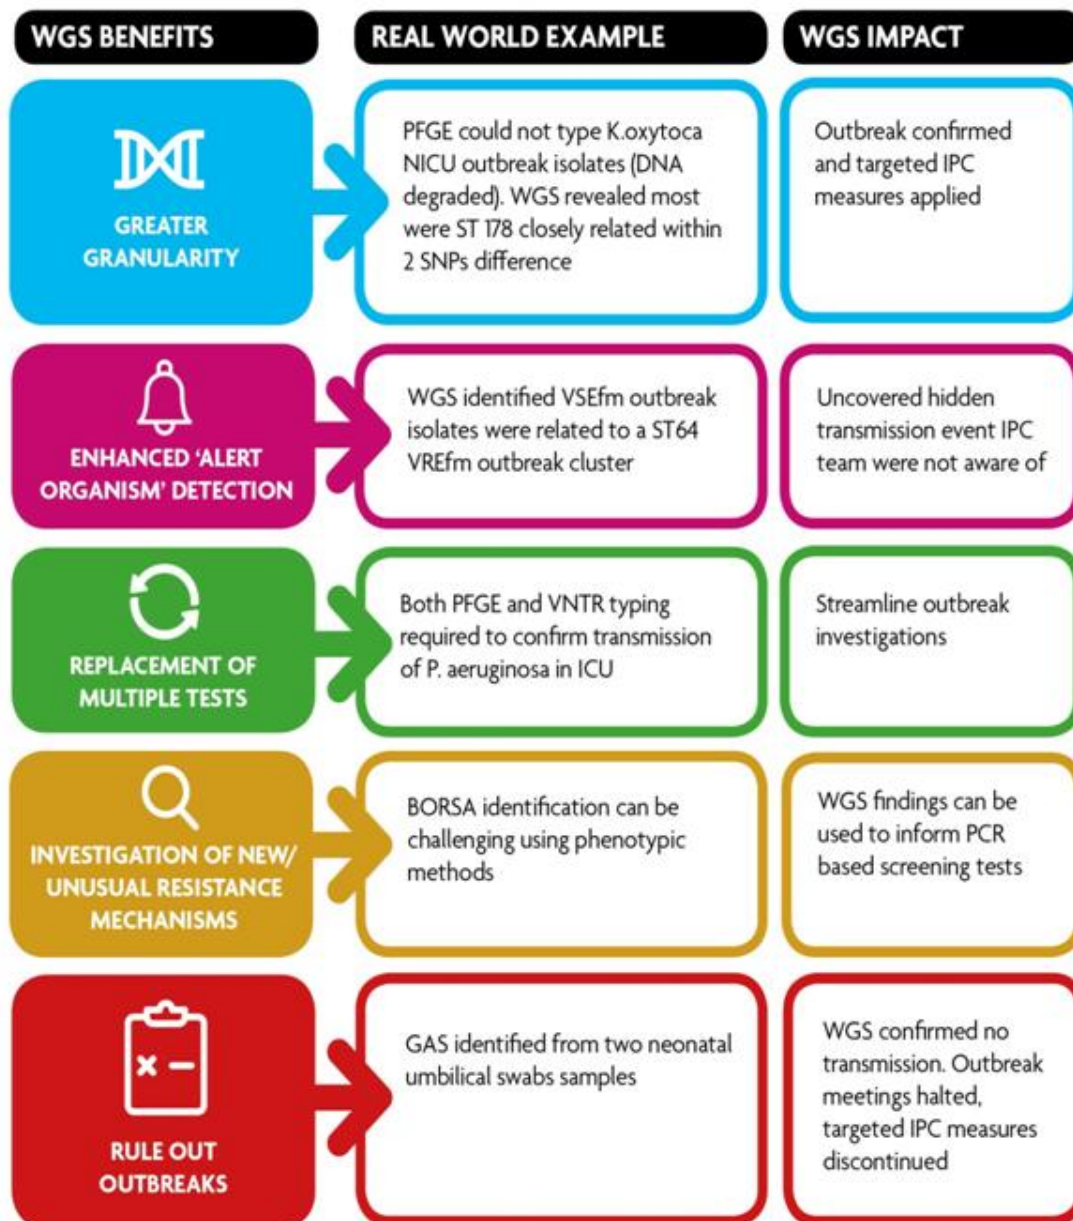 WGS BENEFITS
REAL WORLD EXAMPLE
WGS IMPACT
GREATER
GRANULARITY
PFGE could not type K.oxytoca
NICU outbreak isolates (DNA
degraded). WGS revealed most
were ST 178 closely related within
2 SNPs difference
Outbreak confirmed
and targeted IPC
measures applied
ENHANCED ‘ALERT
ORGANISM’ DETECTION
WGS identified VSEfm outbreak
isolates were related to a ST64
VREfm outbreak cluster
Uncovered hidden
transmission event IPC
team were not aware of
REPLACEMENT OF
MULTIPLE TESTS
Both PFGE and VNTR typing
required to confirm transmission
of P. aeruginosa in ICU
Streamline outbreak
investigations
INVESTIGATION OF NEW/
UNUSUAL RESISTANCE
MECHANISMS
BORSA identification can be
challenging using phenotypic
methods
WGS findings can be
used to inform PCR
based screening tests
RULE OUT
OUTBREAKS
GAS identified from two neonatal
umbilical swabs samples
WGS confirmed no
transmission. Outbreak
meetings halted,
targeted IPC measures
discontinued